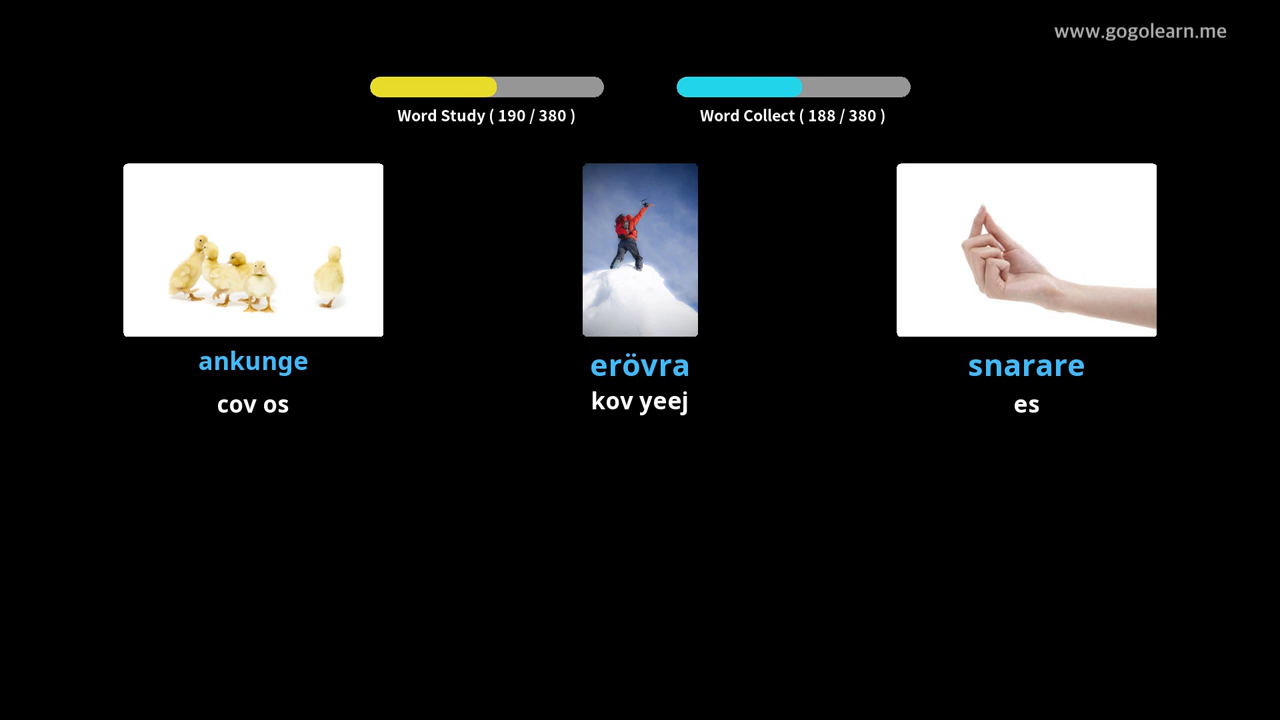 www.gogolearn.me
Word Study ( 190 / 380 )
Word Collect ( 188 / 380 )
ankunge
erövra
snarare
cov os
kov yeej
es